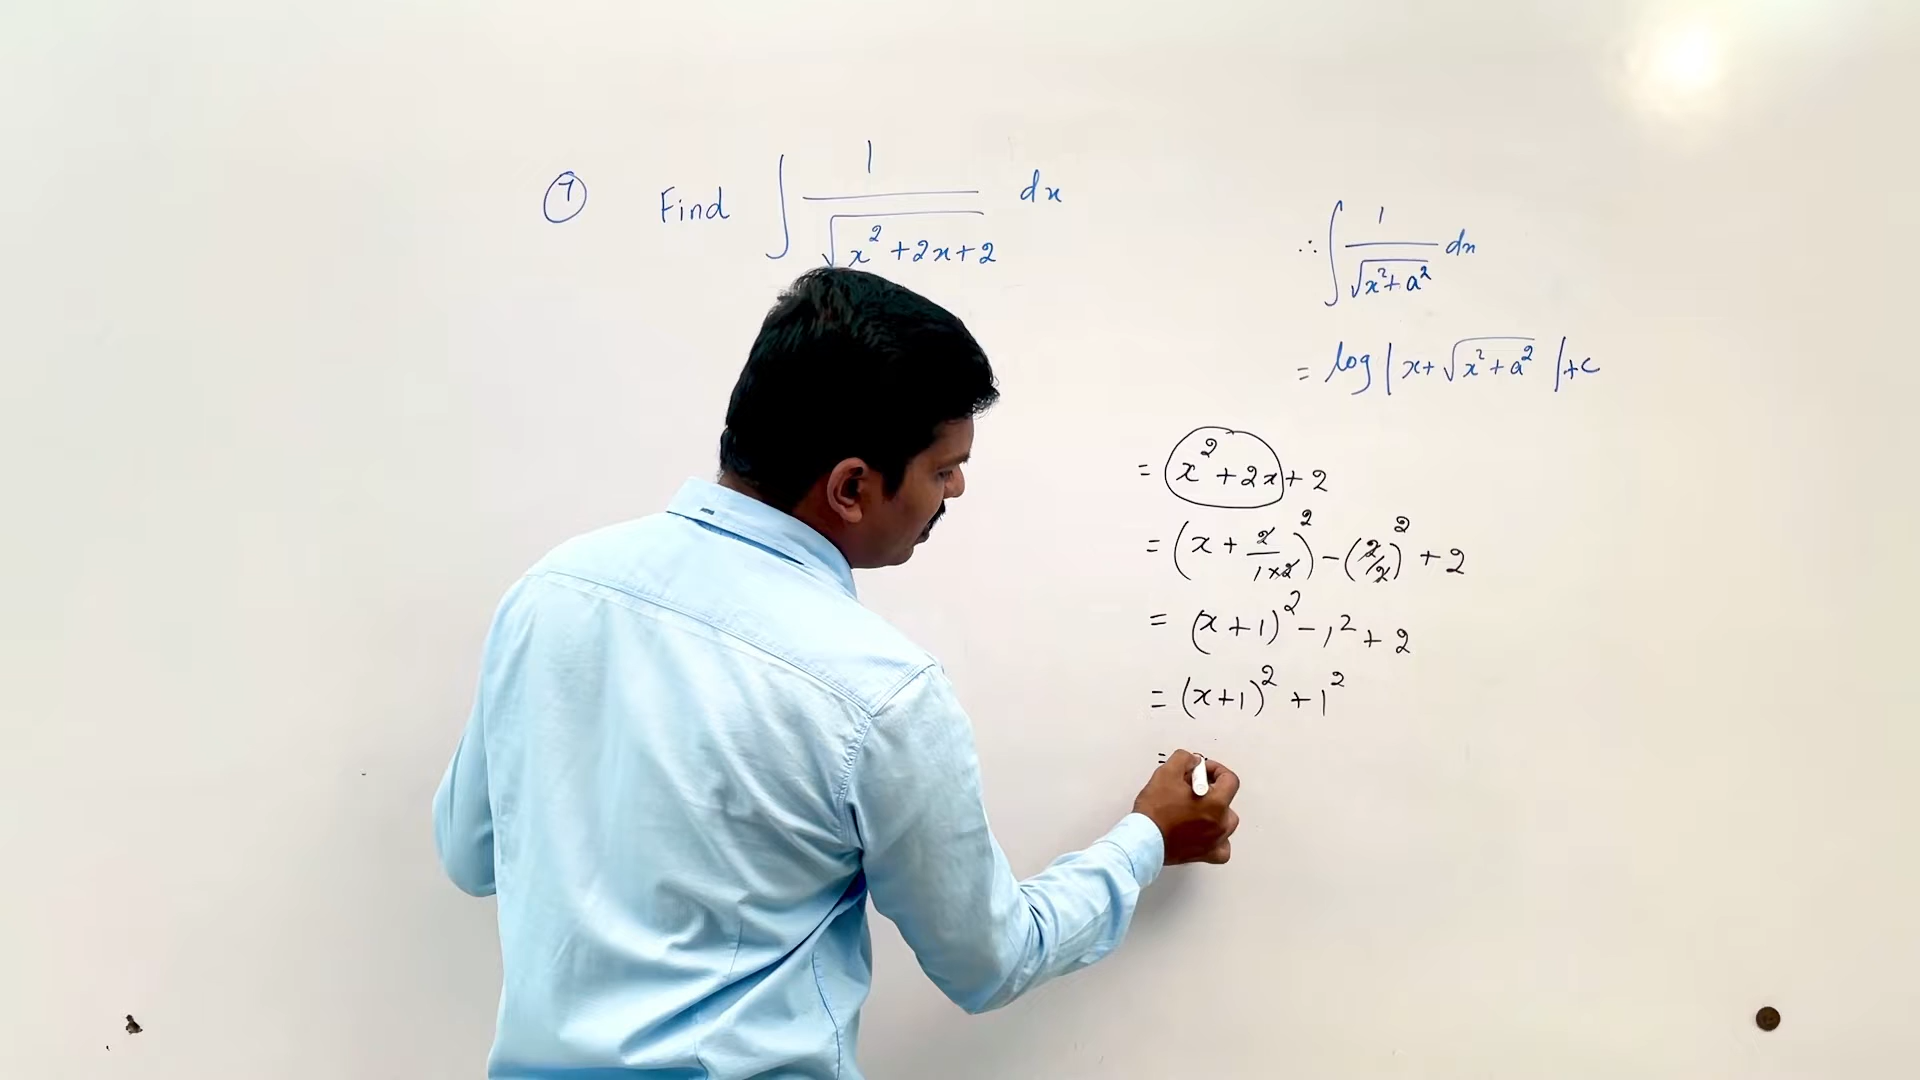 7 Find ∫ 1/√(x²+2x+2) dx
∴ ∫ 1/√(x²+a²) dx
= log |x+√(x²+a²)|+c
= x²+2x+2
= (x+2/(1×2))²-(2/2)²+2
= (x+1)²-1²+2
= (x+1)²+1²
=